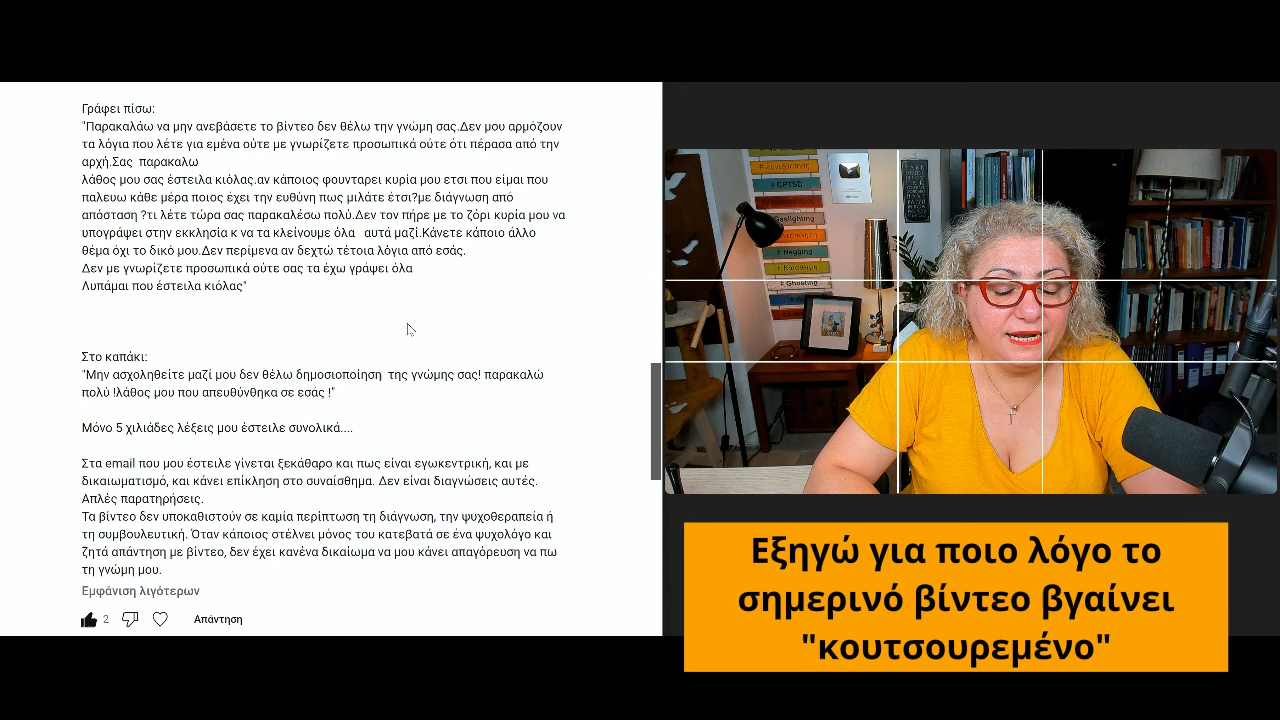 Γράφει πίσω:
"Παρακαλάω να μην ανεβάσετε το βίντεο δεν θέλω την γνώμη σας.Δεν μου αρμόζουν
τα λόγια που λέτε για εμένα ούτε με γνωρίζετε προσωπικά ούτε ότι πέρασα από την
αρχή.Σας παρακαλω
λάθος μου σας έστειλα κιόλας.αν κάποιος φουντάρει κυρία μου ετσι που είμαι που
παλευω κάθε μέρα ποιος έχει την ευθύνη πως μιλάτε έτσι?με διάγνωση από
απόσταση ?τι λέτε τώρα σας παρακαλέσω πολύ.Δεν τον πήρε με το ζόρι κυρία μου να
υπογράψει στην εκκλησια κ να τα κλείνουμε όλα αυτά μαζί.Κάνετε κάποιο άλλο
θέμα όχι το δικό μου.Δεν περίμενα αν δεχτώ τέτοια λόγια από εσάς.
Δεν με γνωρίζετε προσωπικά ούτε σας τα έχω γράψει όλα
Λυπάμαι που έστειλα κιόλας"
Στο καπάκι:
"Μην ασχοληθείτε μαζί μου δεν θέλω δημοσιοποίηση της γνώμης σας! παρακαλώ
πολύ !λάθος μου που απευθύνθηκα σε εσάς !"
Μόνο 5 χιλιάδες λέξεις μου έστειλε συνολικά....
Στα email που μου έστειλε γίνεται ξεκάθαρο και πως είναι εγωκεντρική, και με
δικαιωματισμό, και κάνει επίκληση στο συναίσθημα. Δεν είναι διαγνώσεις αυτές.
Απλές παρατηρήσεις.
Τα βίντεο δεν υποκαθιστούν σε καμία περίπτωση τη διάγνωση, την ψυχοθεραπεία ή
τη συμβουλευτική. Όταν κάποιος στέλνει μόνος του κατεβατά σε ένα ψυχολόγο και
ζητά απάντηση με βίντεο, δεν έχει κανένα δικαίωμα να μου κάνει απαγόρευση να πω
τη γνώμη μου.
Εμφάνιση λιγότερων
2 Απάντηση
# CPTSD
Gaslighting
# Negging
# Κατάθλιψη
# Ghosting
Εξηγώ για ποιο λόγο το
σημερινό βίντεο βγαίνει
"κουτσουρεμένο"